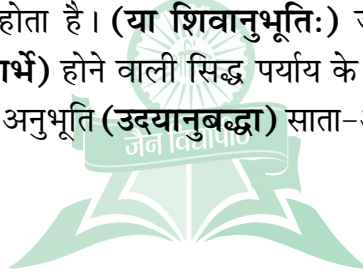 होता है। (या शिवानुभूतिः)
र्भे) होने वाली सिद्ध पर्याय के
अनुभूति (उदयानुबद्धा) साता-
जैन विद्यापीठ